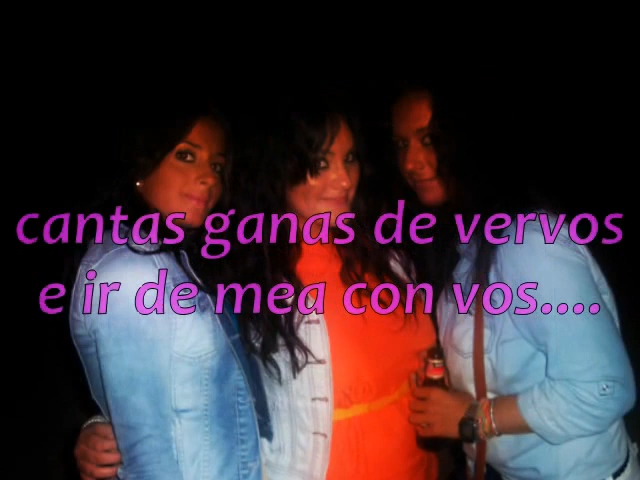 cantas ganas de vervos
e ir de mea con vos....